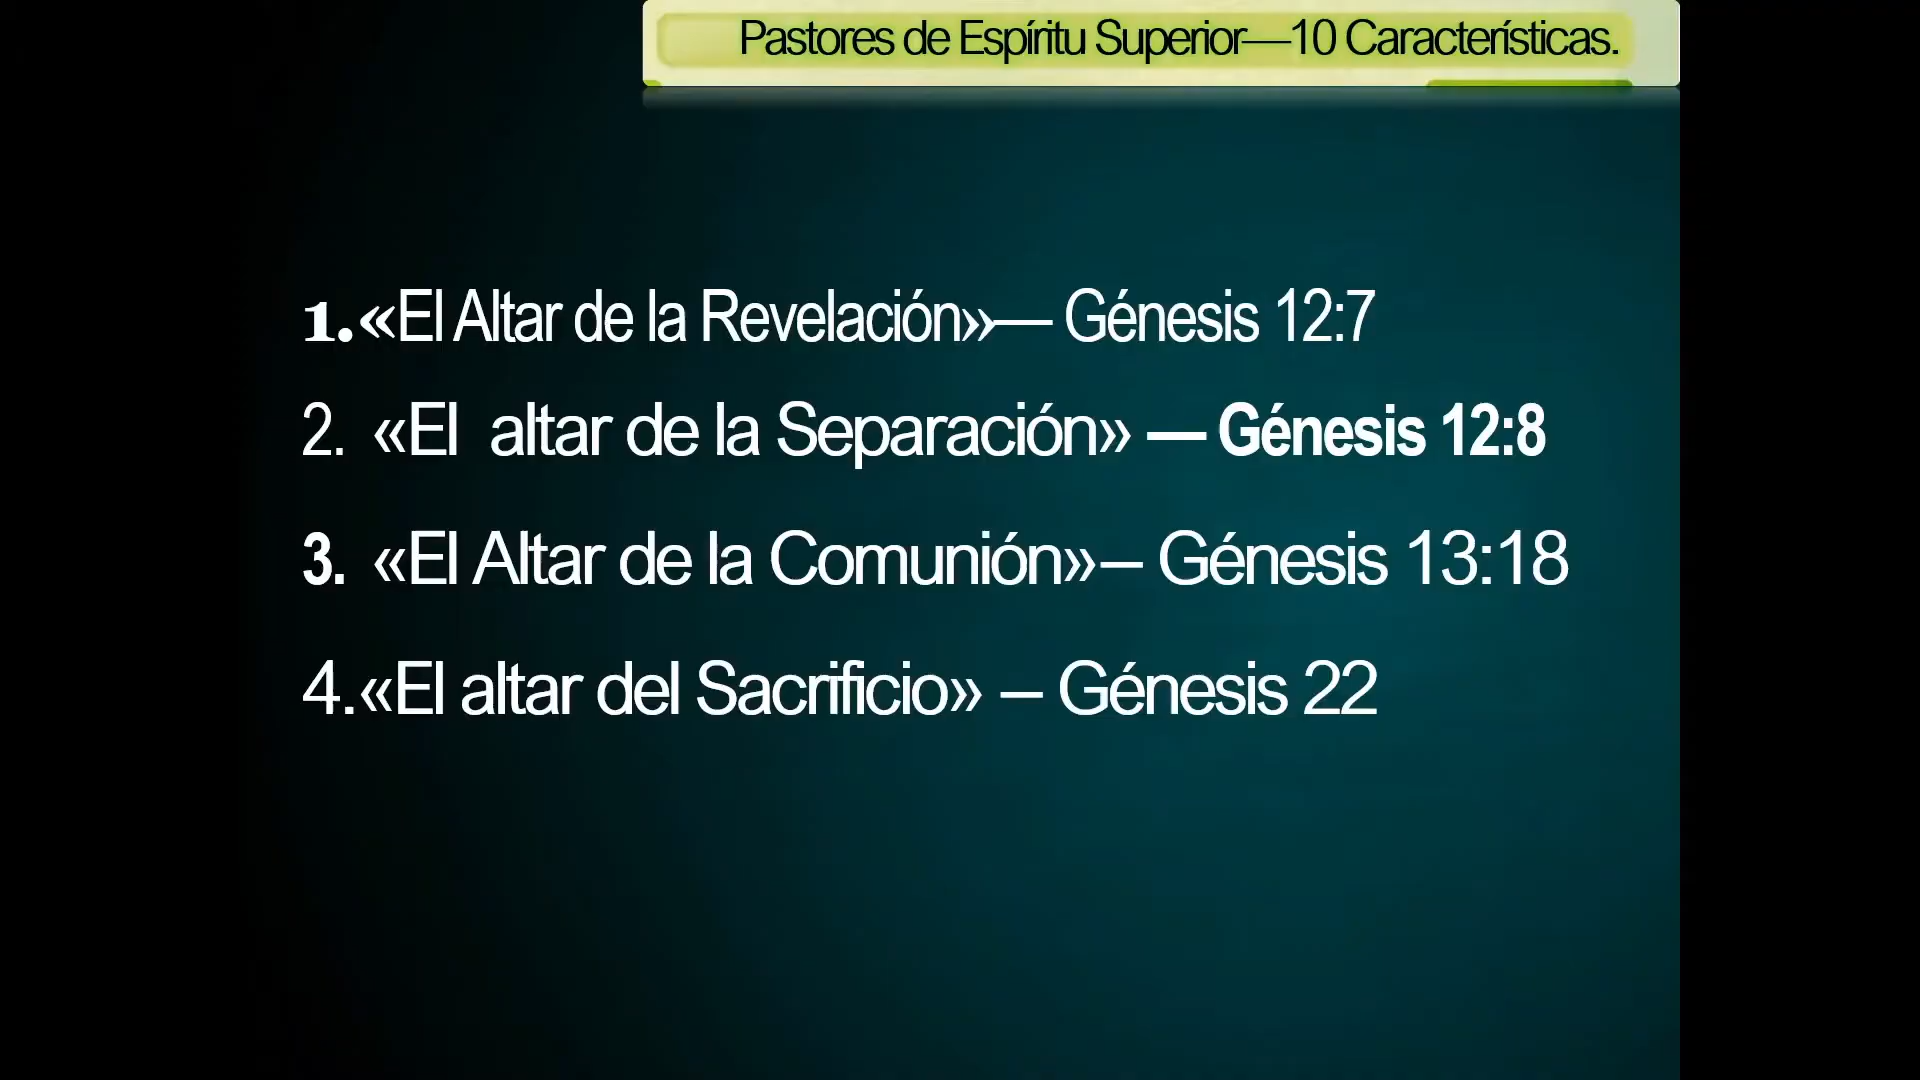 Pastores de Espíritu Superior—10 Características.
1.«El Altar de la Revelación»— Génesis 12:7
2. «El altar de la Separación» — Génesis 12:8
3. «El Altar de la Comunión»– Génesis 13:18
4.«El altar del Sacrificio» – Génesis 22